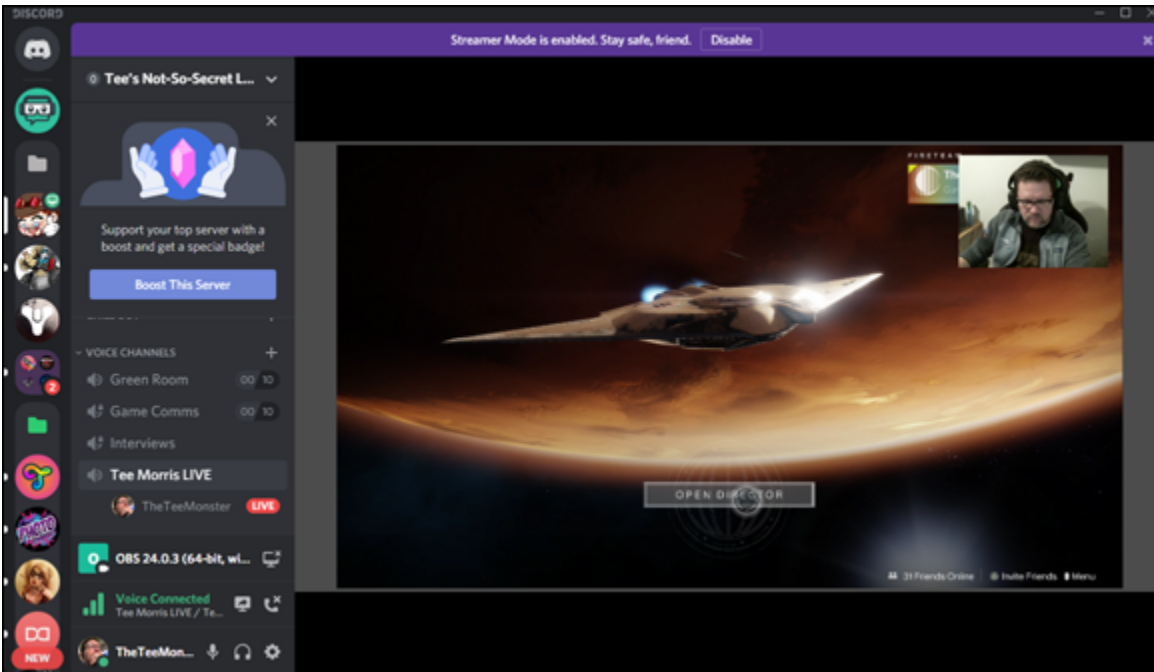 DISCORD
Streamer Mode is enabled. Stay safe, friend.
Disable
Tee's Not-So-Secret L...
Support your top server with a
boost and get a special badge!
Boost This Server
VOICE CHANNELS
Green Room 00 10
Game Comms 00 10
Interviews
Tee Morris LIVE
TheTeeMonster LIVE
OBS 24.0.3 (64-bit, wi...
Voice Connected
Tee Morris LIVE / Te...
TheTeeMon...
2
NEW
FIRETEAM
OPEN DIRECTOR
31 Friends Online
Invite Friends
Menu